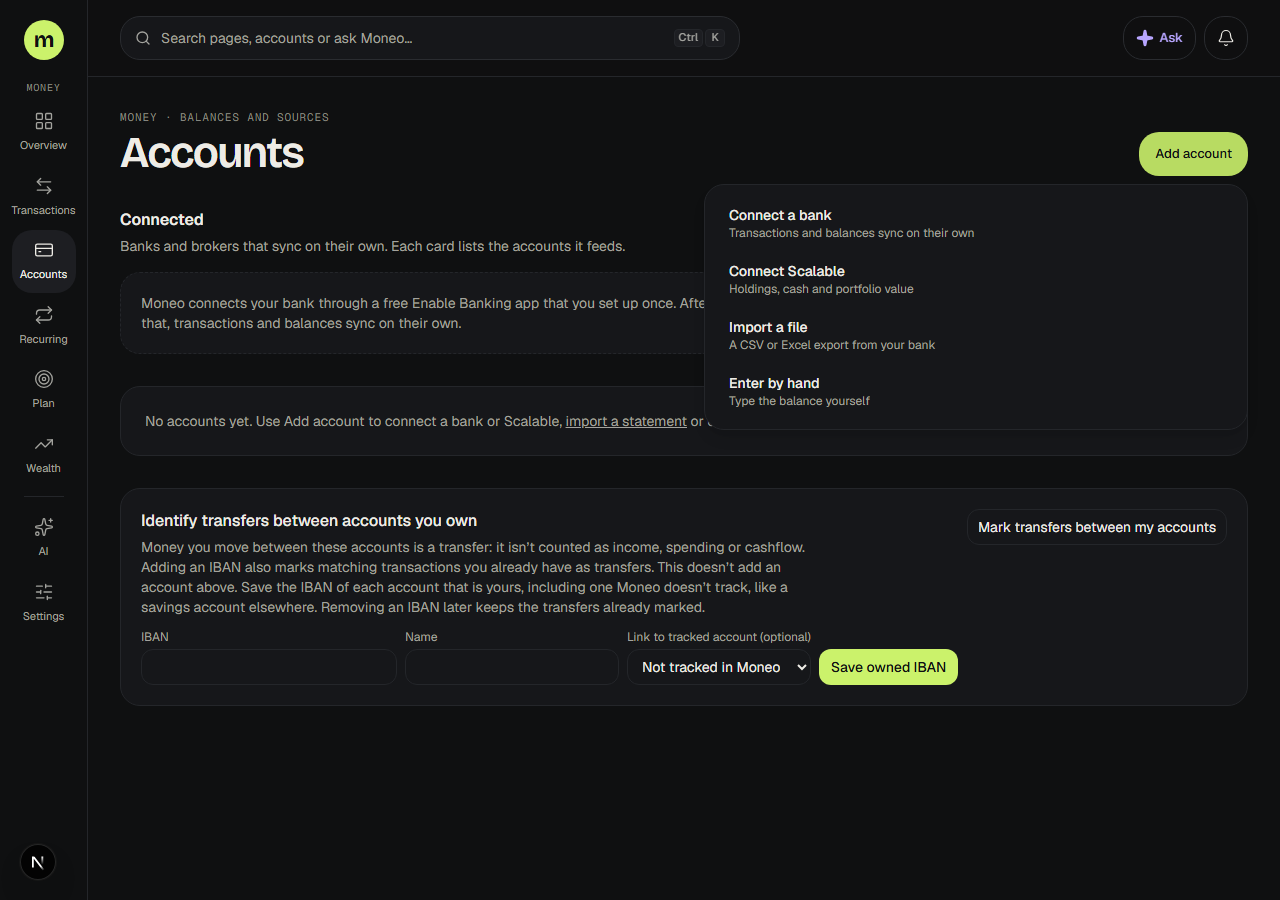 m
Search pages, accounts or ask Moneo...
Ctrl K
Ask
MONEY
Overview
Transactions
Accounts
Recurring
Plan
Wealth
AI
Settings
N
MONEY · BALANCES AND SOURCES
Accounts
Add account
Connected
Banks and brokers that sync on their own. Each card lists the accounts it feeds.
Moneo connects your bank through a free Enable Banking app that you set up once. Afte
that, transactions and balances sync on their own.
Connect a bank
Transactions and balances sync on their own
Connect Scalable
Holdings, cash and portfolio value
Import a file
A CSV or Excel export from your bank
Enter by hand
Type the balance yourself
No accounts yet. Use Add account to connect a bank or Scalable, import a statement or
Identify transfers between accounts you own
Mark transfers between my accounts
Money you move between these accounts is a transfer: it isn’t counted as income, spending or cashflow.
Adding an IBAN also marks matching transactions you already have as transfers. This doesn’t add an
account above. Save the IBAN of each account that is yours, including one Moneo doesn’t track, like a
savings account elsewhere. Removing an IBAN later keeps the transfers already marked.
IBAN
Name
Link to tracked account (optional)
Not tracked in Moneo
Save owned IBAN